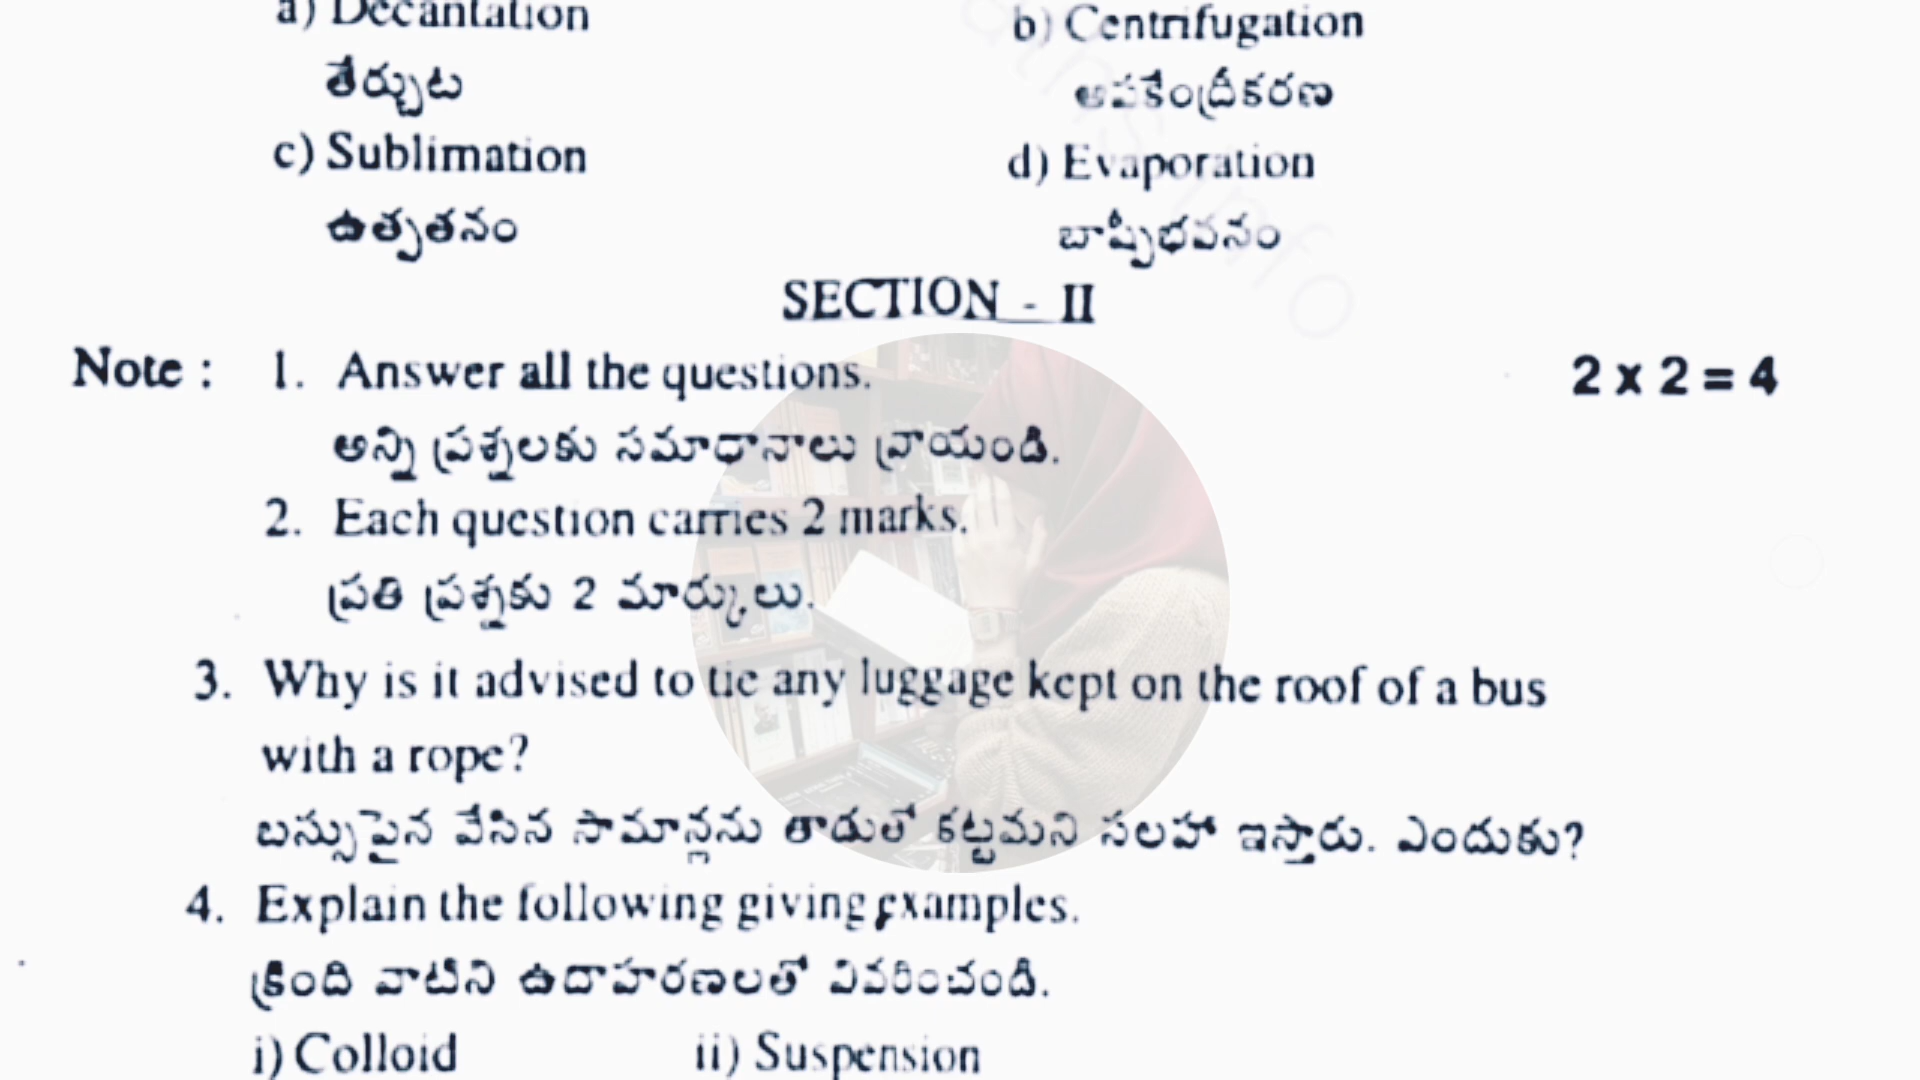 a) Decantation b) Centrifugation
తేర్చుట అపకేంద్రీకరణ
c) Sublimation d) Evaporation
ఉత్పతనం బాష్పీభవనం
SECTION - II
Note : 1. Answer all the questions. 2 x 2 = 4
అన్ని ప్రశ్నలకు సమాధానాలు వ్రాయండి.
2. Each question carries 2 marks.
ప్రతి ప్రశ్నకు 2 మార్కులు.
3. Why is it advised to tie any luggage kept on the roof of a bus
with a rope?
బస్సుపైన వేసిన సామాన్లను తాడుతో కట్టమని సలహా ఇస్తారు. ఎందుకు?
4. Explain the following giving examples.
క్రింది వాటిని ఉదాహరణలతో వివరించండి.
i) Colloid ii) Suspension